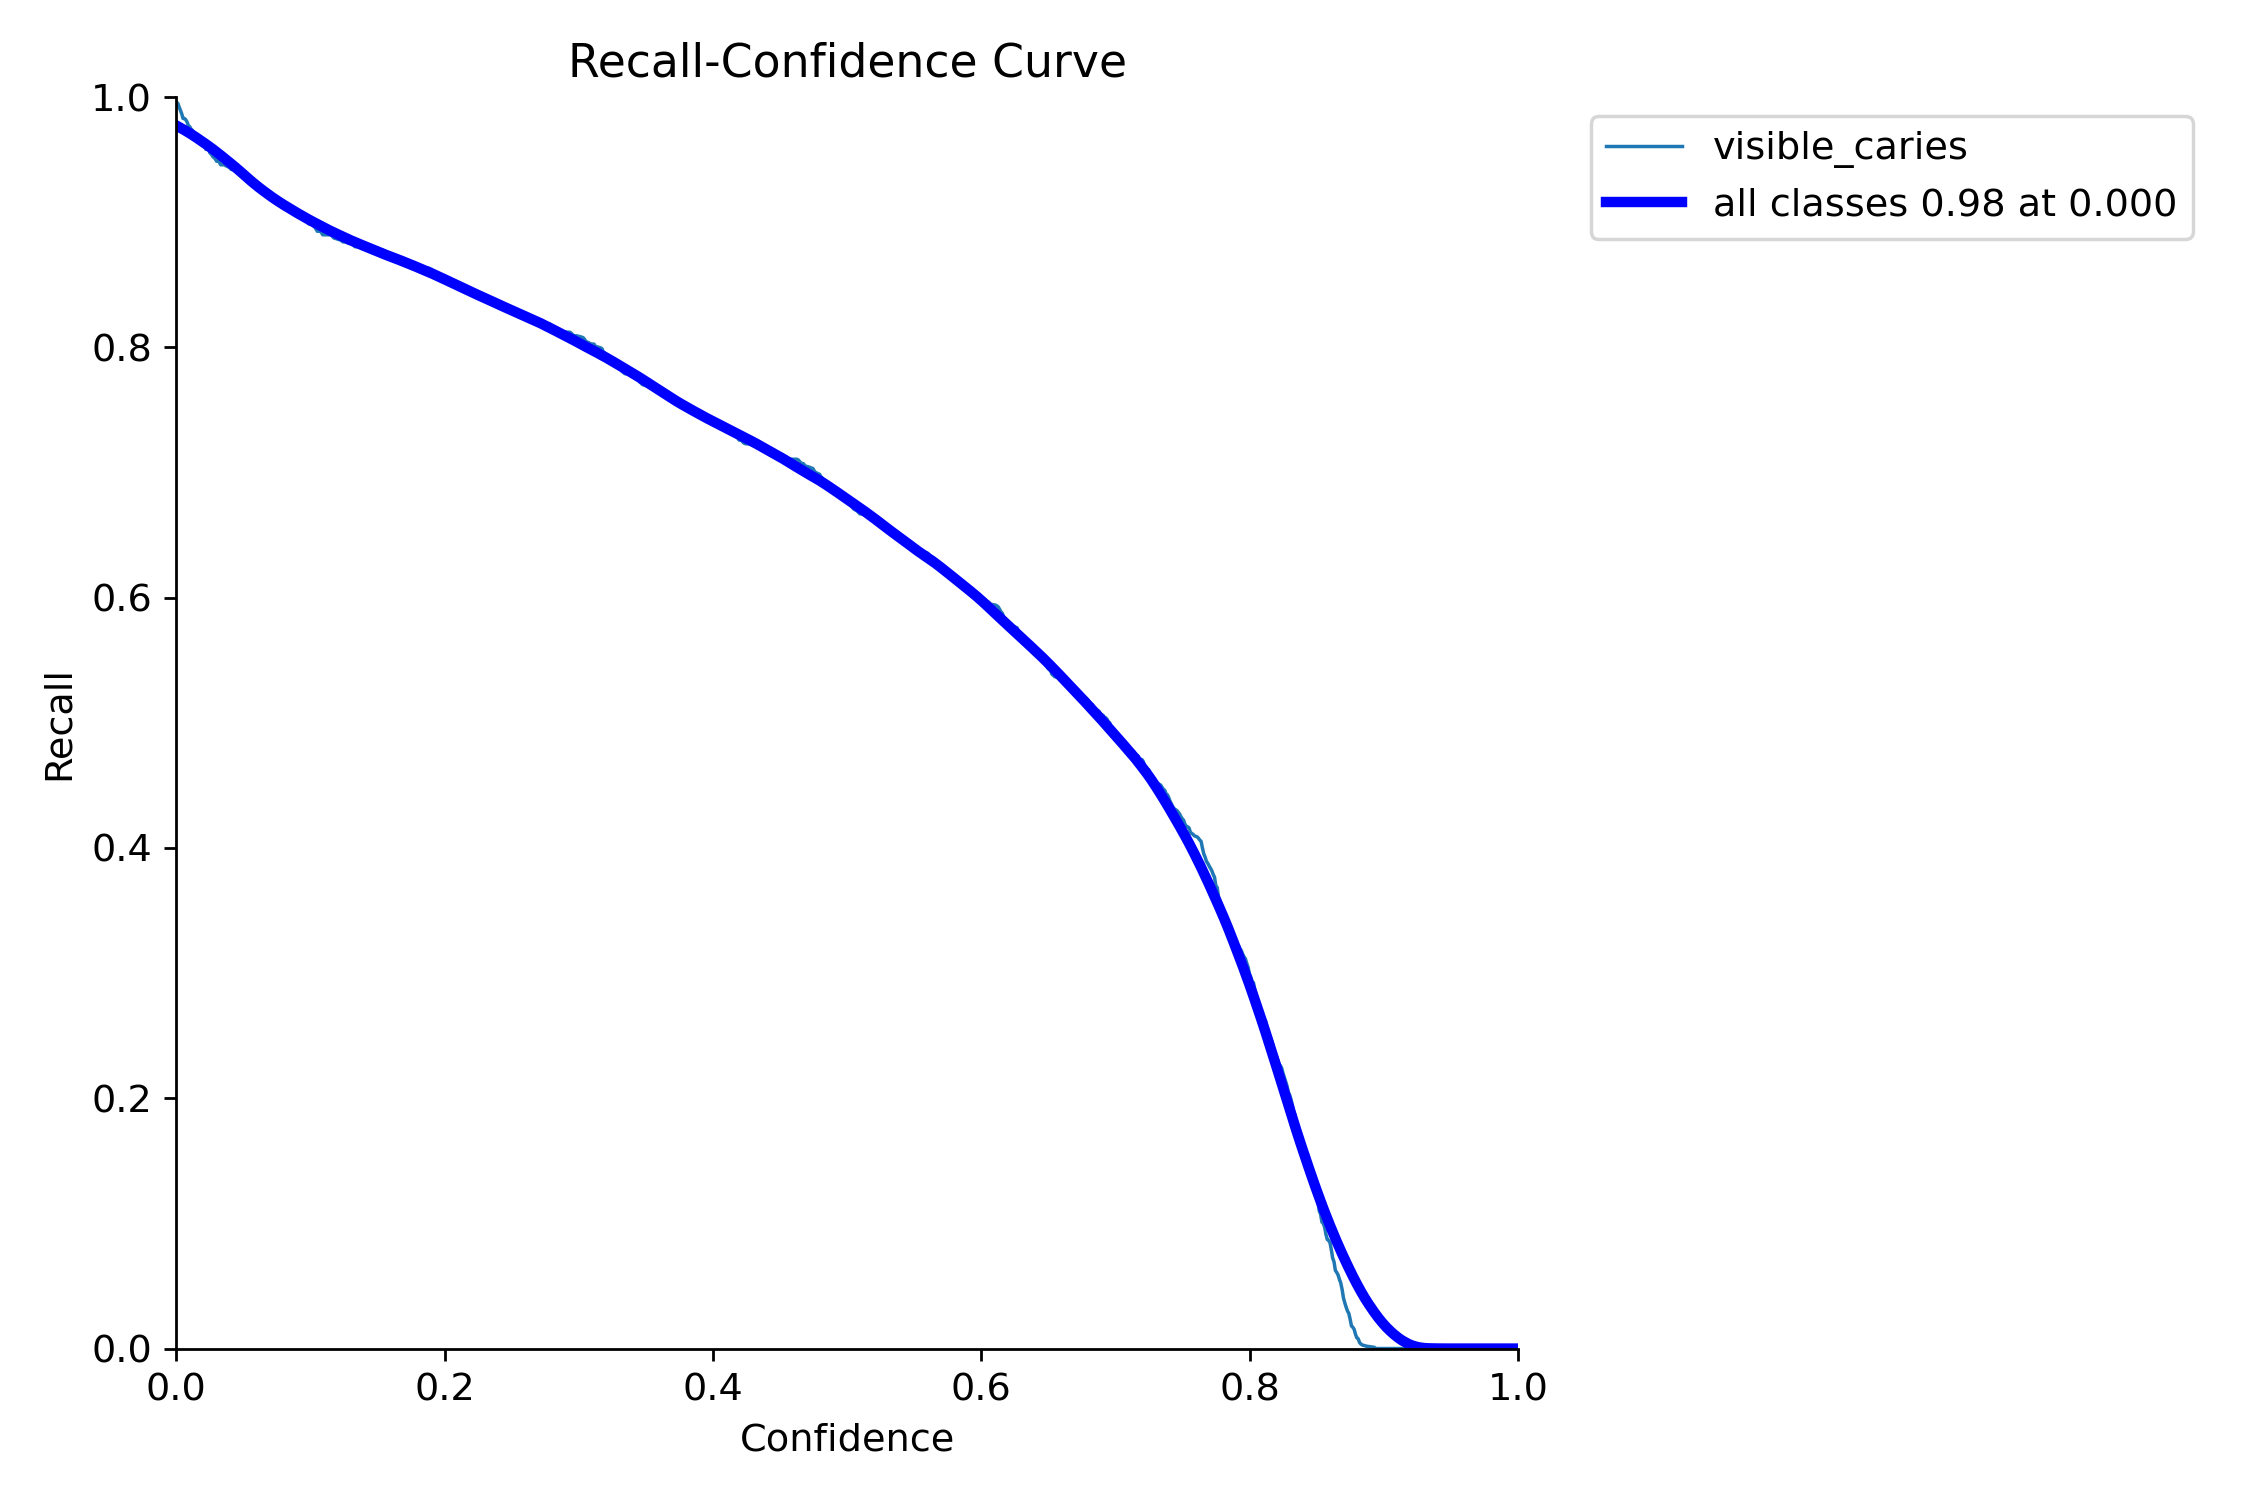 Recall-Confidence Curve
1.0
0.8
0.6
0.4
0.2
0.0
Recall
0.0 0.2 0.4 0.6 0.8 1.0
Confidence
visible_caries
all classes 0.98 at 0.000